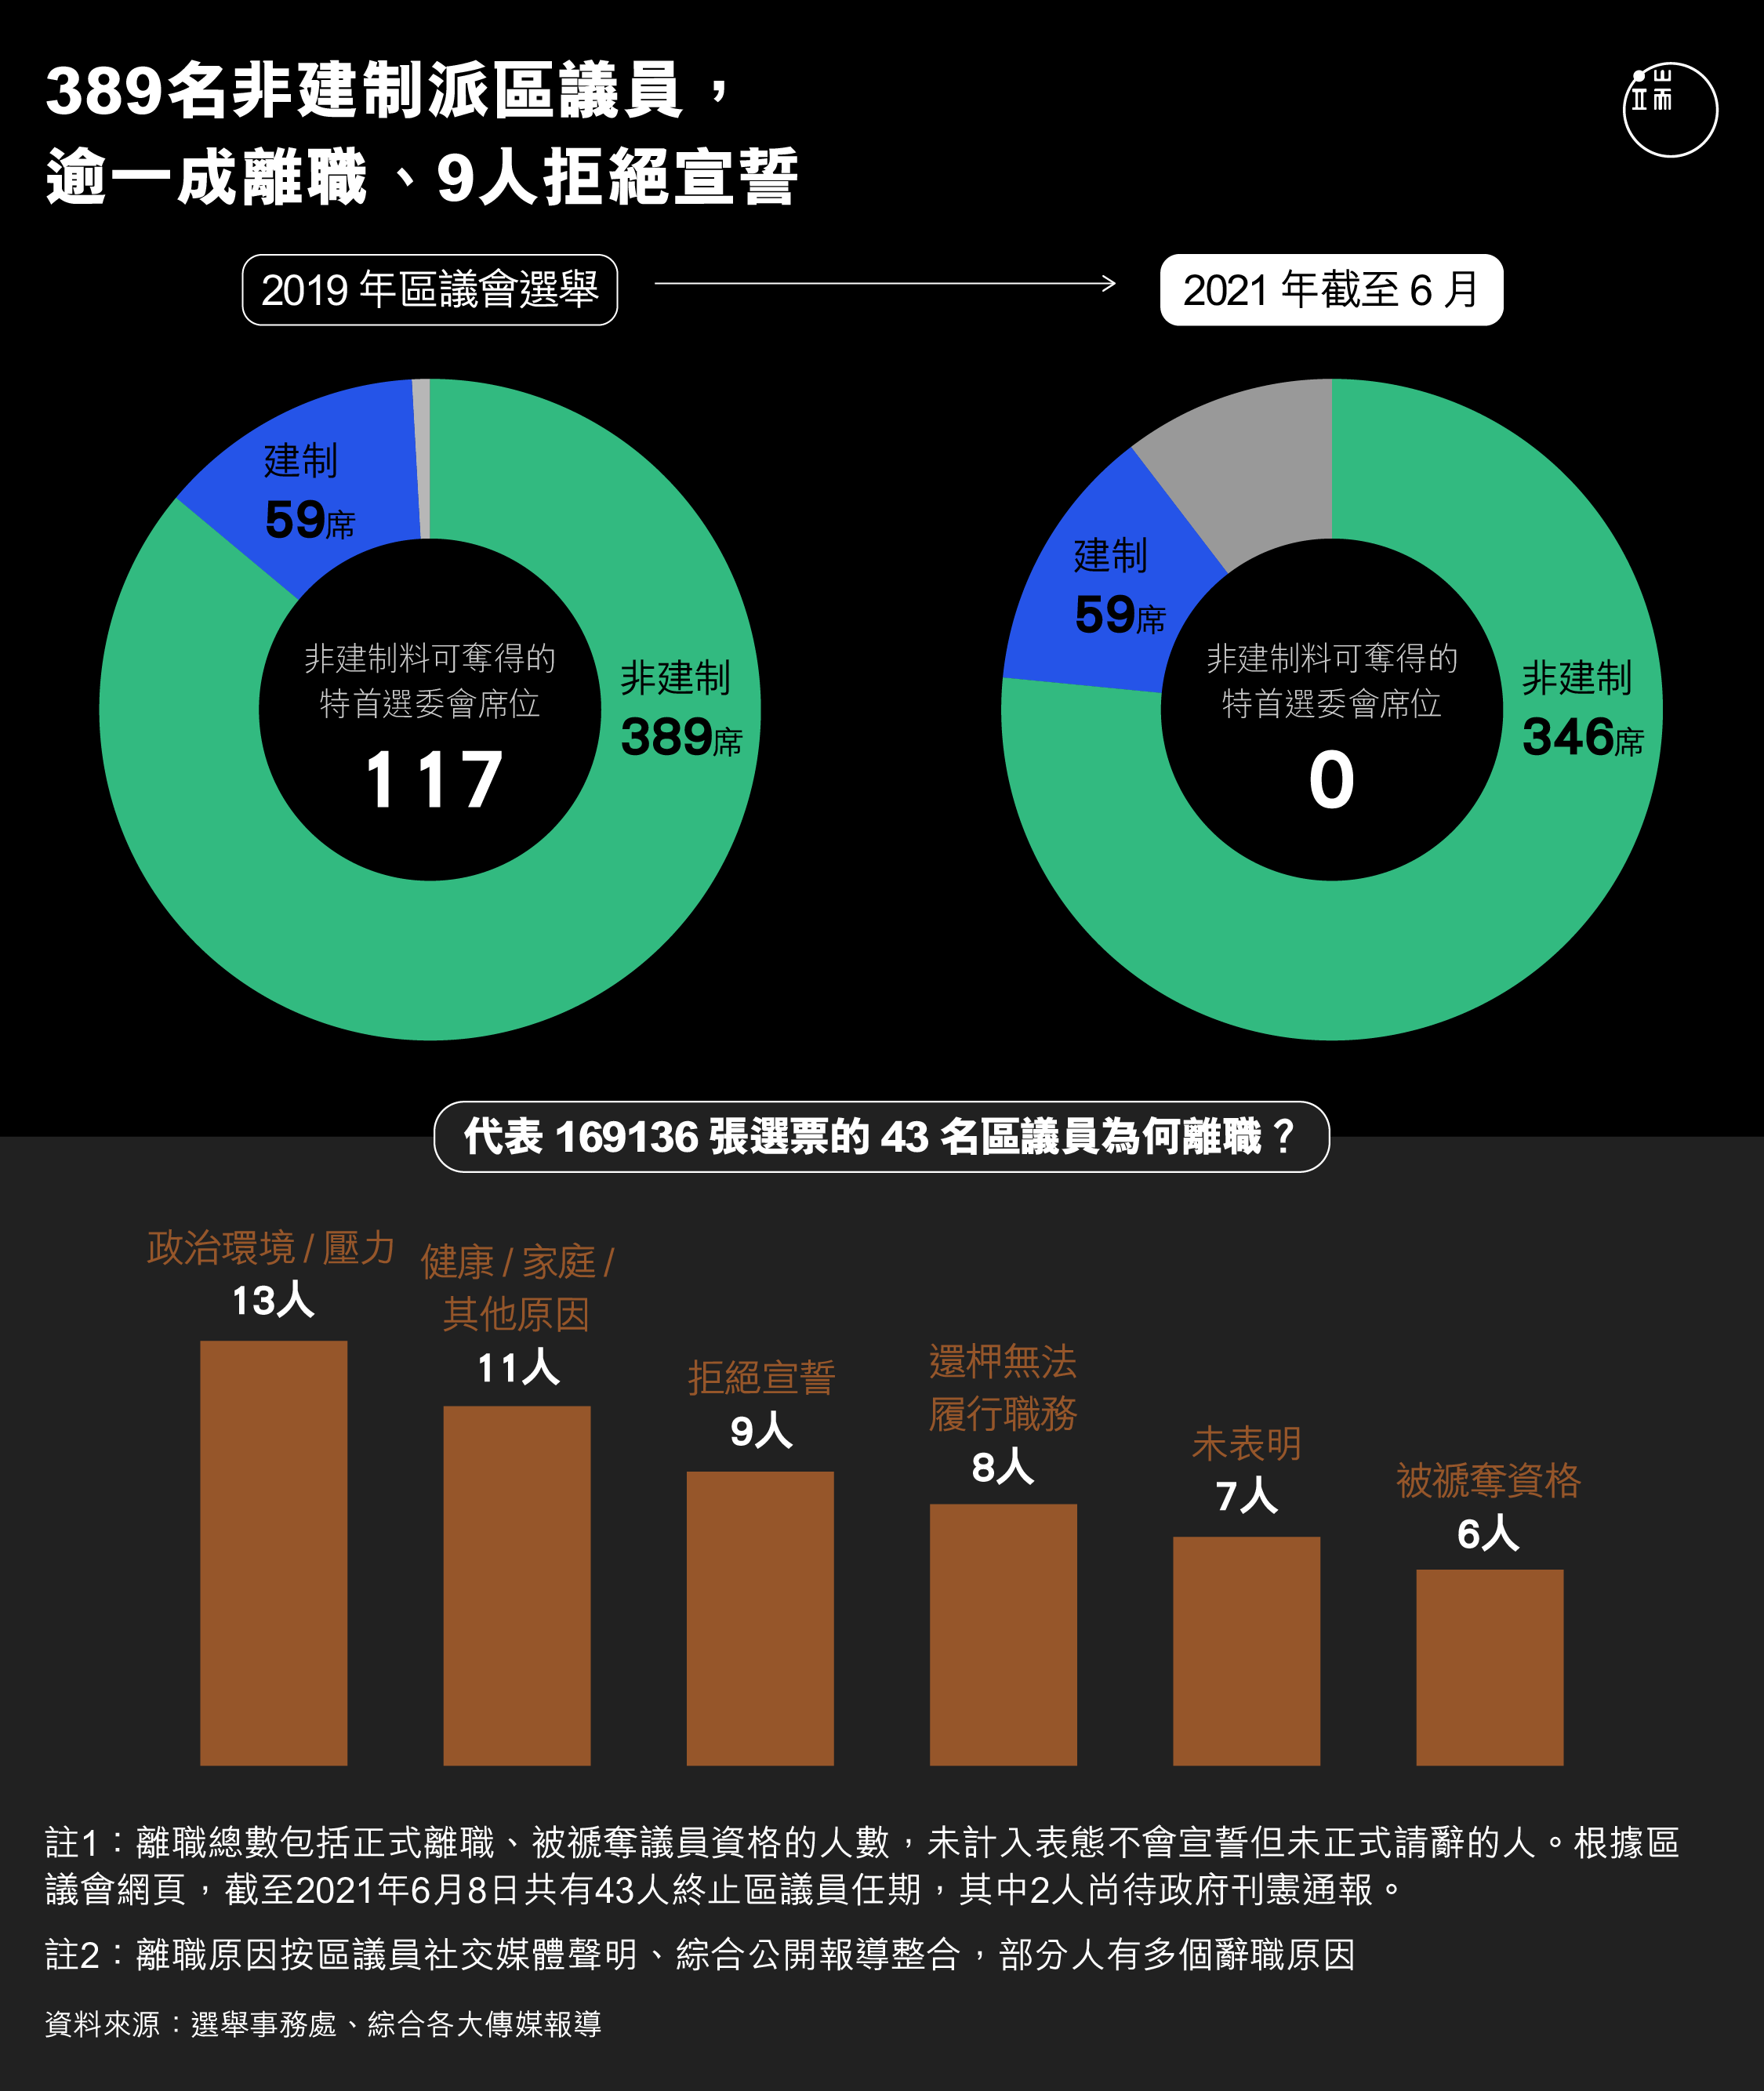 389名非建制派區議員，
逾一成離職、9人拒絕宣誓
端
2019 年區議會選舉
2021 年截至 6 月
建制
59席
非建制料可奪得的
特首選委會席位
117
非建制
389席
建制
59席
非建制料可奪得的
特首選委會席位
0
非建制
346席
代表 169136 張選票的 43 名區議員為何離職？
政治環境 / 壓力
13人
健康 / 家庭 /
其他原因
11人
拒絕宣誓
9人
還柙無法
履行職務
8人
未表明
7人
被褫奪資格
6人
註1：離職總數包括正式離職、被褫奪議員資格的人數，未計入表態不會宣誓但未正式請辭的人。根據區
議會網頁，截至2021年6月8日共有43人終止區議員任期，其中2人尚待政府刊憲通報。
註2：離職原因按區議員社交媒體聲明、綜合公開報導整合，部分人有多個辭職原因
資料來源：選舉事務處、綜合各大傳媒報導